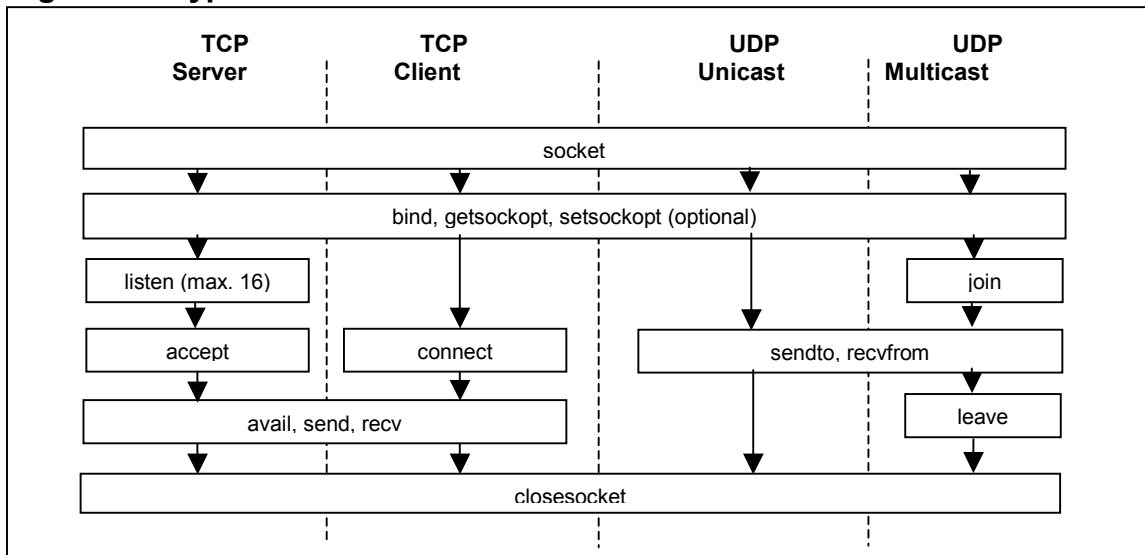 TCP Server
TCP Client
UDP Unicast
UDP Multicast
socket
bind, getsockopt, setsockopt (optional)
listen (max. 16)
join
accept
connect
sendto, recvfrom
avail, send, recv
leave
closesocket